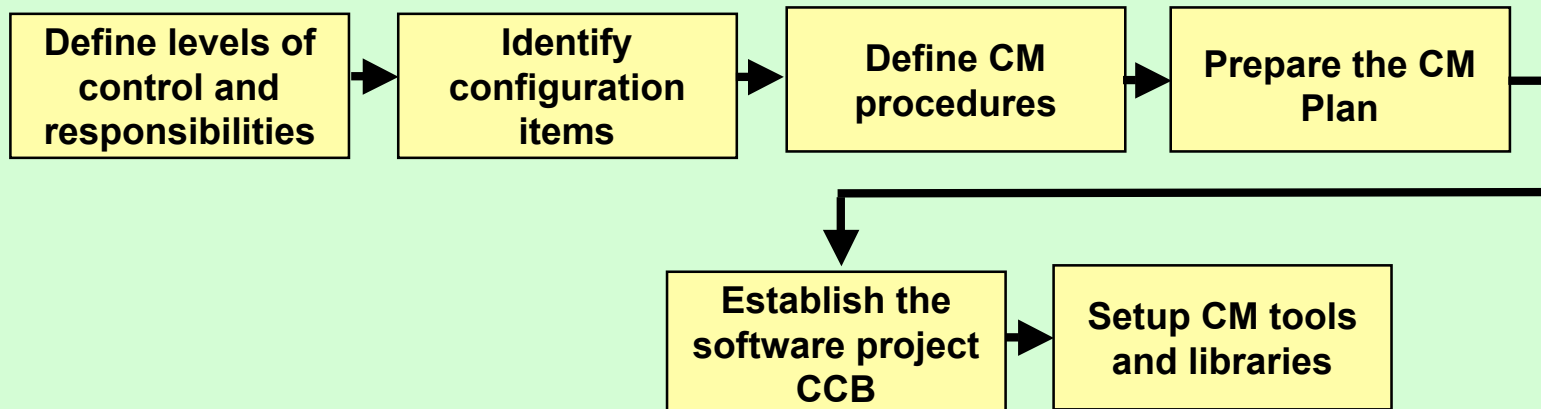 Define levels of
control and
responsibilities
Identify
configuration
items
Define CM
procedures
Prepare the CM
Plan
Establish the
software project
CCB
Setup CM tools
and libraries